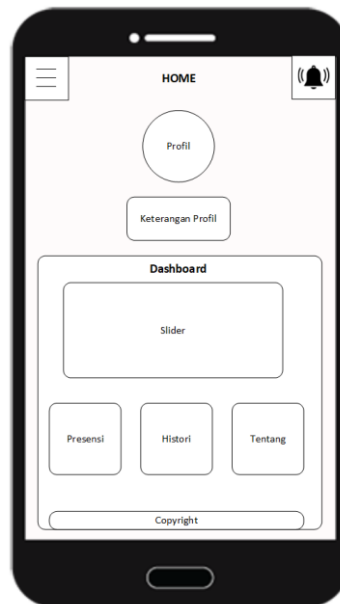 HOME
Profil
Keterangan Profil
Dashboard
Slider
Presensi
Histori
Tentang
Copyright